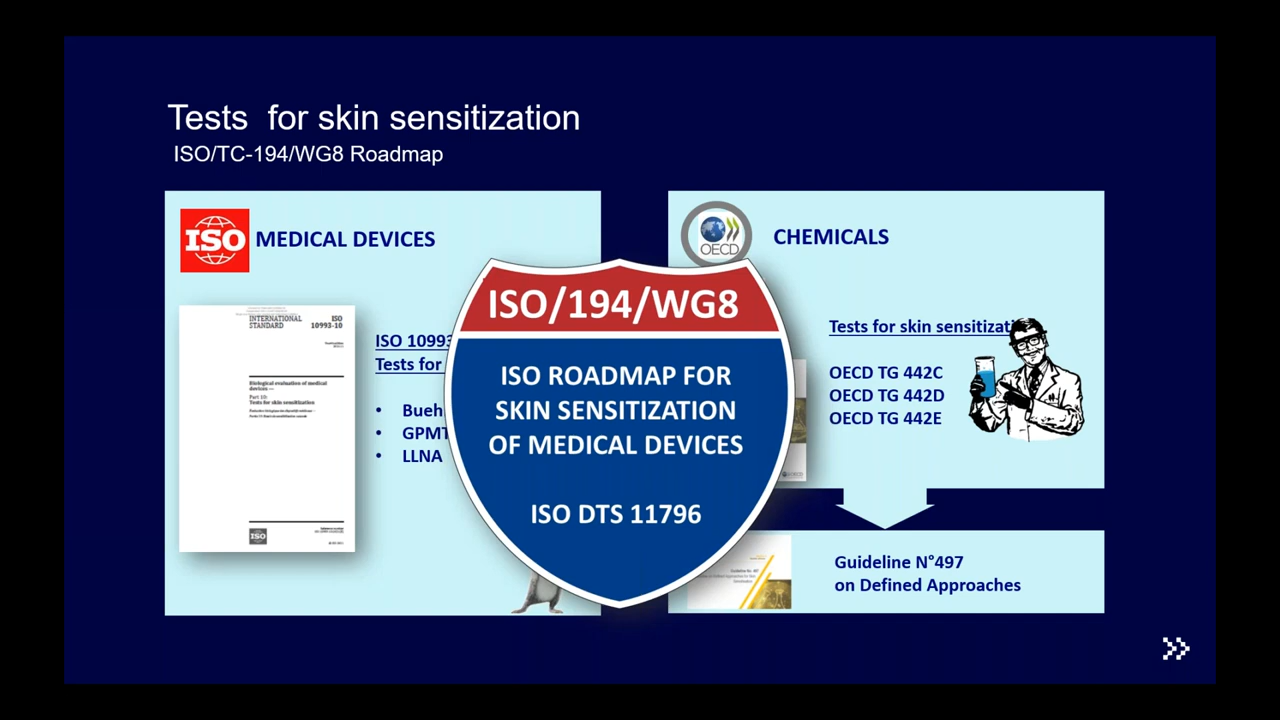 Tests for skin sensitization
ISO/TC-194/WG8 Roadmap
ISO
MEDICAL DEVICES
INTERNATIONAL STANDARD
ISO 10993-10
Biological evaluation of medical devices —
Part 10:
Tests for skin sensitization
ISO
ISO 10993
Tests for
• Bueh
• GPMT
• LLNA
ISO/194/WG8
ISO ROADMAP FOR
SKIN SENSITIZATION
OF MEDICAL DEVICES
ISO DTS 11796
OECD
CHEMICALS
Tests for skin sensitizati
OECD TG 442C
OECD TG 442D
OECD TG 442E
Guideline N°497
on Defined Approaches